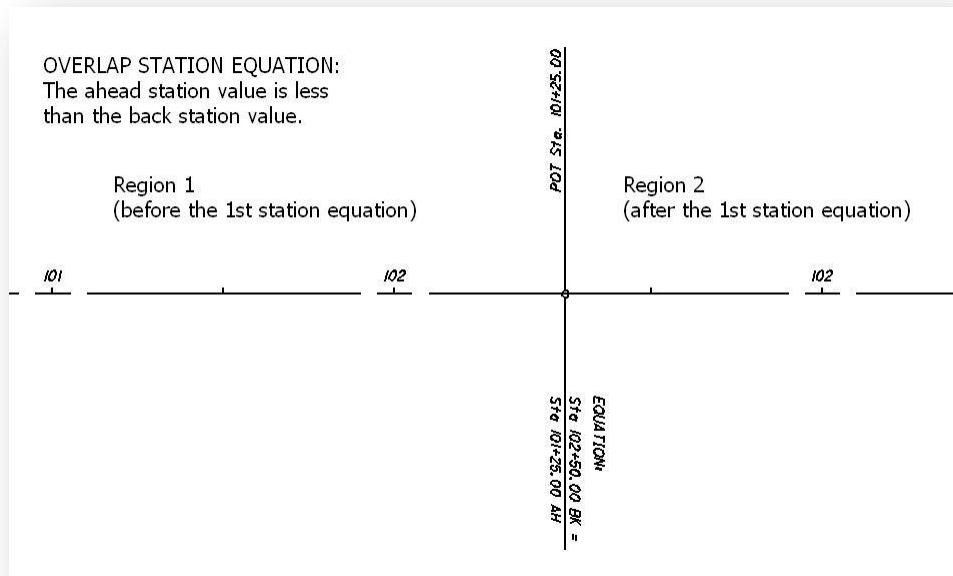 OVERLAP STATION EQUATION:
The ahead station value is less
than the back station value.
POT Sta. 101+25.00
Region 1
(before the 1st station equation)
Region 2
(after the 1st station equation)
101
102
102
EQUATION:
Sta 102+50.00 BK =
Sta 101+25.00 AH